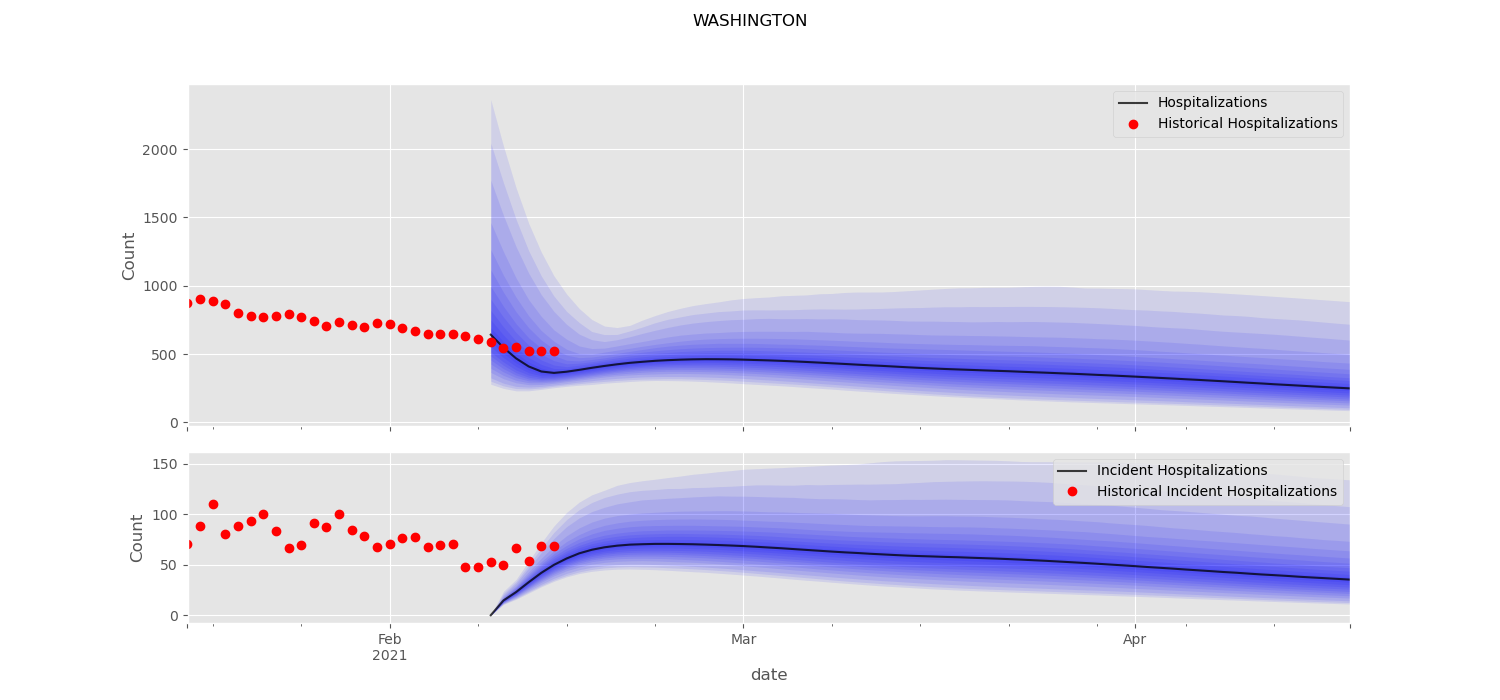 WASHINGTON
Hospitalizations
Historical Hospitalizations
2000
1500
1000
500
0
Count
Incident Hospitalizations
Historical Incident Hospitalizations
150
100
50
0
Count
Feb
2021
Mar
Apr
date